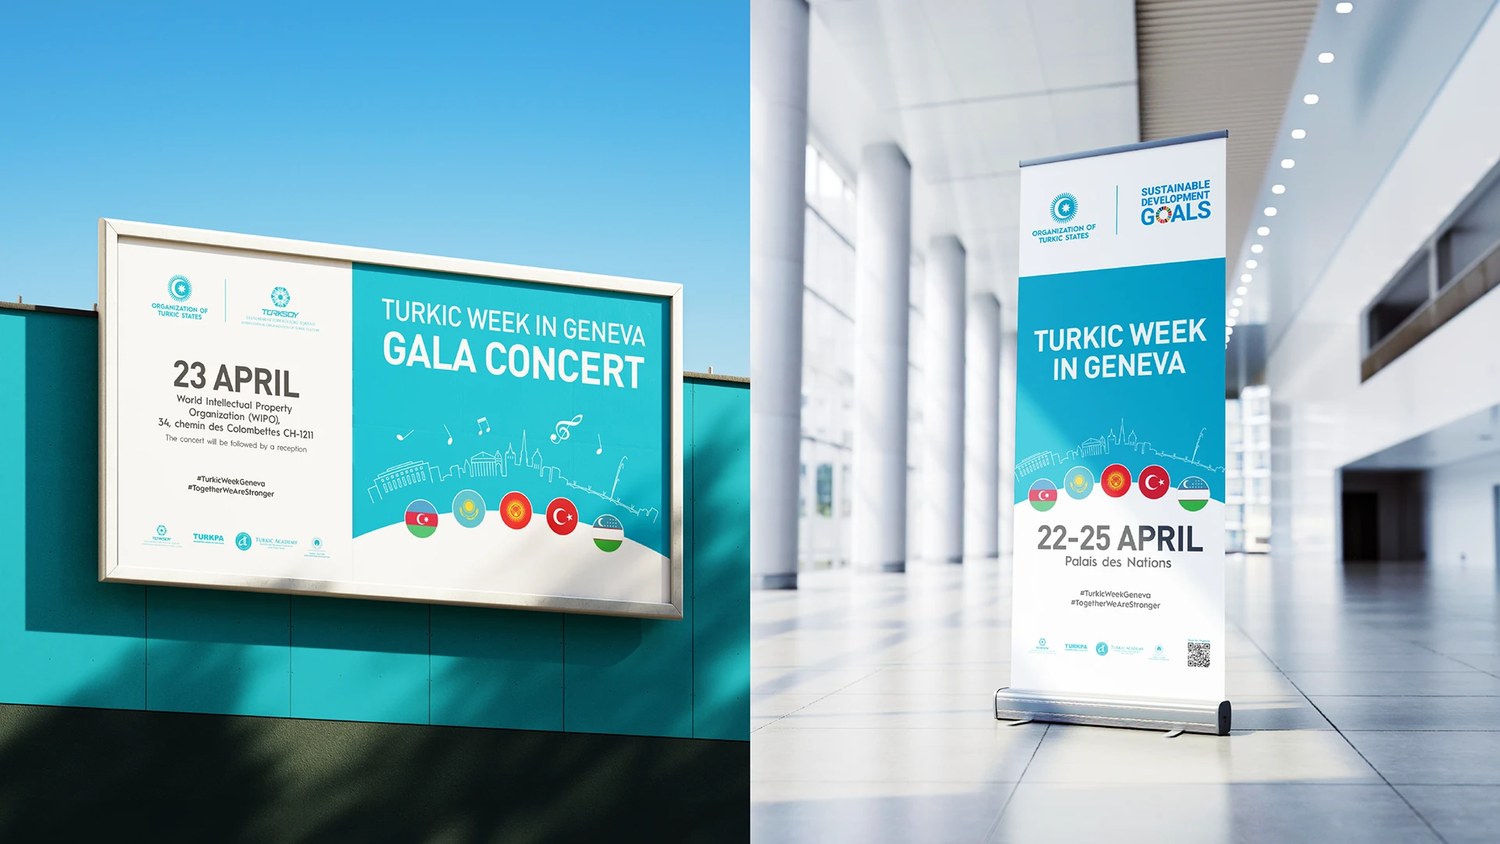 ORGANIZATION OF
TURKIC STATES
TÜRKSOY
23 APRIL
World Intellectual Property
Organization (WIPO),
34, chemin des Colombettes CH-1211
The concert will be followed by a reception
#TurkicWeekGeneva
#TogetherWeAreStronger
TÜRKSOY
TURKPA
TURKIC ACADEMY
TURKIC WEEK IN GENEVA
GALA CONCERT
ORGANIZATION OF
TURKIC STATES
SUSTAINABLE
DEVELOPMENT
GOALS
TURKIC WEEK
IN GENEVA
22-25 APRIL
Palais des Nations
#TurkicWeekGeneva
#TogetherWeAreStronger
TURKPA
TURKIC ACADEMY